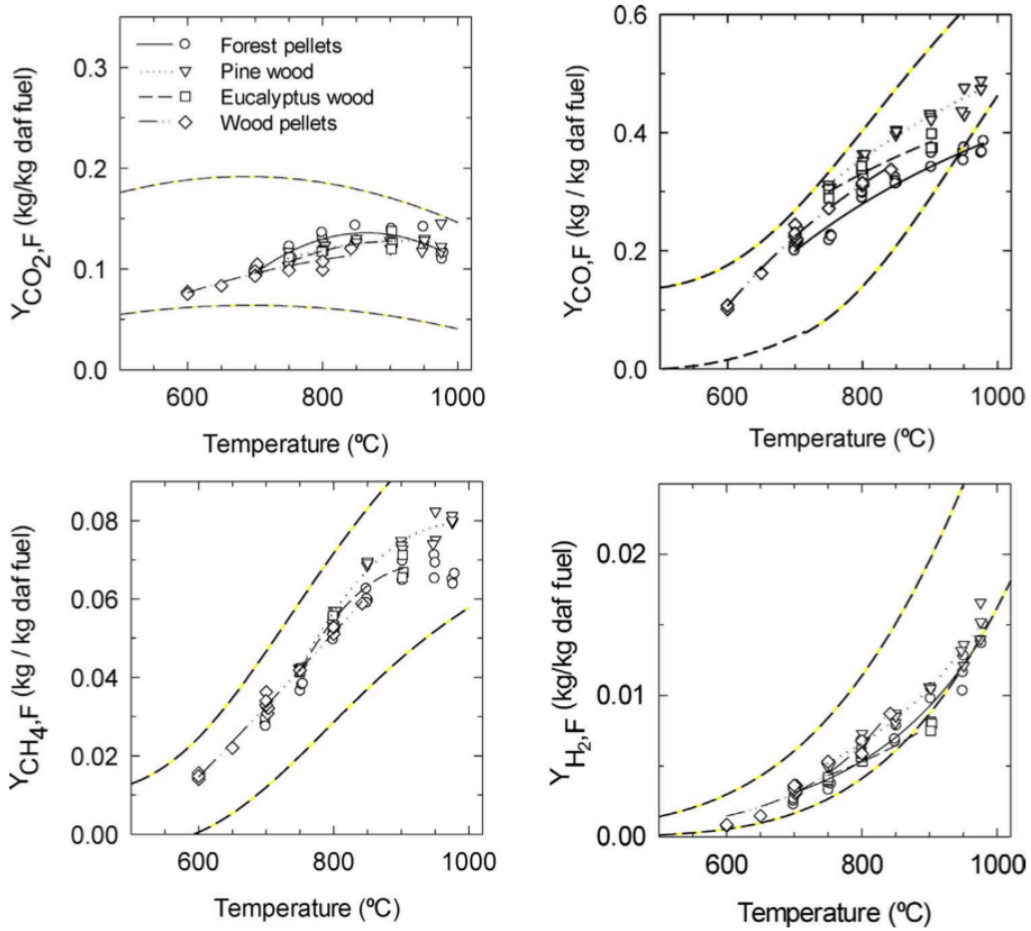 Y CO2,F (kg/kg daf fuel)
0.3
0.2
0.1
0.0
Forest pellets
Pine wood
Eucalyptus wood
Wood pellets
600 800 1000
Temperature (ºC)
Y CO,F (kg / kg daf fuel)
0.6
0.4
0.2
0.0
600 800 1000
Temperature (ºC)
Y CH4,F (kg / kg daf fuel)
0.08
0.06
0.04
0.02
0.00
600 800 1000
Temperature (ºC)
Y H2,F (kg/kg daf fuel)
0.02
0.01
0.00
600 800 1000
Temperature (ºC)